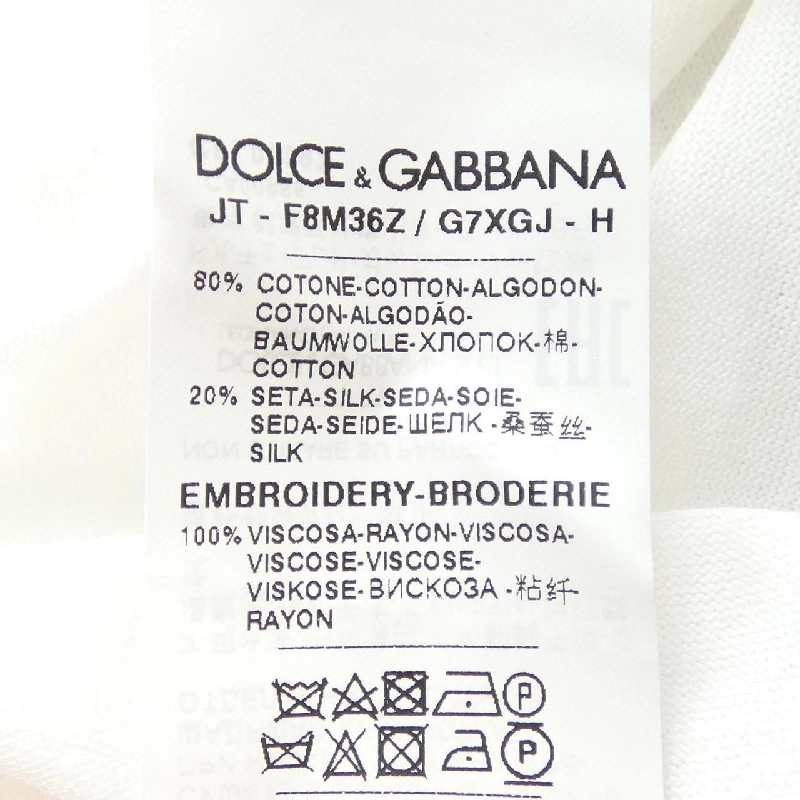 DOLCE & GABBANA
JT - F8M36Z / G7XGJ - H
80% COTONE-COTTON-ALGODON-
COTON-ALGODÃO-
BAUMWOLLE-ХЛОПОК-棉-
COTTON
20% SETA-SILK-SEDA-SOIE-
SEDA-SEIDE-ШЕЛК -桑蚕丝-
SILK
EMBROIDERY-BRODERIE
100% VISCOSA-RAYON-VISCOSA-
VISCOSE-VISCOSE-
VISKOSE-ВИСКОЗА -粘纤-
RAYON
P
P